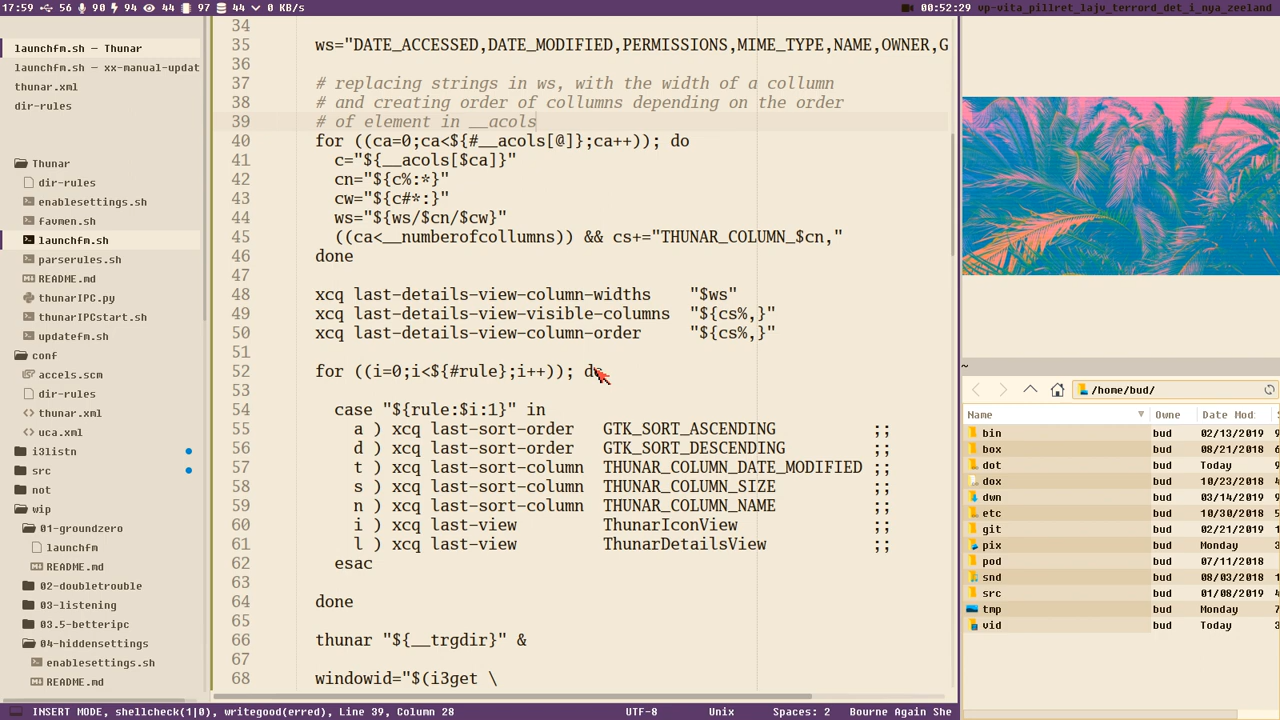 17:59 56 90 94 44 97 44 0 KB/s 00:52:29 vp-vita_pillret_lajv_terrord_det_i_nya_zeeland
launchfm.sh — Thunar
launchfm.sh — xx-manual-updat
thunar.xml
dir-rules
Thunar
dir-rules
enablesettings.sh
favmen.sh
launchfm.sh
parserules.sh
README.md
thunarIPC.py
thunarIPCstart.sh
updatefm.sh
conf
accels.scm
dir-rules
thunar.xml
uca.xml
i3listn
src
not
wip
01-groundzero
launchfm
README.md
02-doubletrouble
03-listening
03.5-betteripc
04-hiddensettings
enablesettings.sh
README.md
34
35 ws="DATE_ACCESSED,DATE_MODIFIED,PERMISSIONS,MIME_TYPE,NAME,OWNER,G
36
37 # replacing strings in ws, with the width of a collumn
38 # and creating order of collumns depending on the order
39 # of element in __acols
40 for ((ca=0;ca<${#__acols[@]};ca++)); do
41 c="${__acols[$ca]}"
42 cn="${c%:*}"
43 cw="${c#*:}"
44 ws="${ws/$cn/$cw}"
45 ((ca<__numberofcollumns)) && cs+="THUNAR_COLUMN_$cn,"
46 done
47
48 xcq last-details-view-column-widths "$ws"
49 xcq last-details-view-visible-columns "${cs%,}"
50 xcq last-details-view-column-order "${cs%,}"
51
52 for ((i=0;i<${#rule};i++)); do
53
54 case "${rule:$i:1}" in
55 a ) xcq last-sort-order GTK_SORT_ASCENDING ;;
56 d ) xcq last-sort-order GTK_SORT_DESCENDING ;;
57 t ) xcq last-sort-column THUNAR_COLUMN_DATE_MODIFIED ;;
58 s ) xcq last-sort-column THUNAR_COLUMN_SIZE ;;
59 n ) xcq last-sort-column THUNAR_COLUMN_NAME ;;
60 i ) xcq last-view ThunarIconView ;;
61 l ) xcq last-view ThunarDetailsView ;;
62 esac
63
64 done
65
66 thunar "${__trgdir}" &
67
68 windowid="$(i3get \
~
/home/bud/
Name Owne Date Mod: S
bin bud 02/13/2019 9
box bud 08/21/2018 6
dot bud Today 9
dox bud 10/23/2018 4
dwn bud 03/14/2019 9
etc bud 10/30/2018 5
git bud 02/21/2019 1
pix bud Monday 4
pod bud 07/11/2018
snd bud 08/03/2018 1
src bud 01/08/2019 4
tmp bud Monday 7
vid bud Today 6
INSERT MODE, shellcheck(1|0), writegood(erred), Line 39, Column 28 UTF-8 Unix Spaces: 2 Bourne Again She